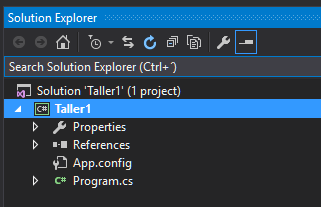 Solution Explorer
Search Solution Explorer (Ctrl+´)
Solution 'Taller1' (1 project)
C# Taller1
Properties
References
App.config
C# Program.cs